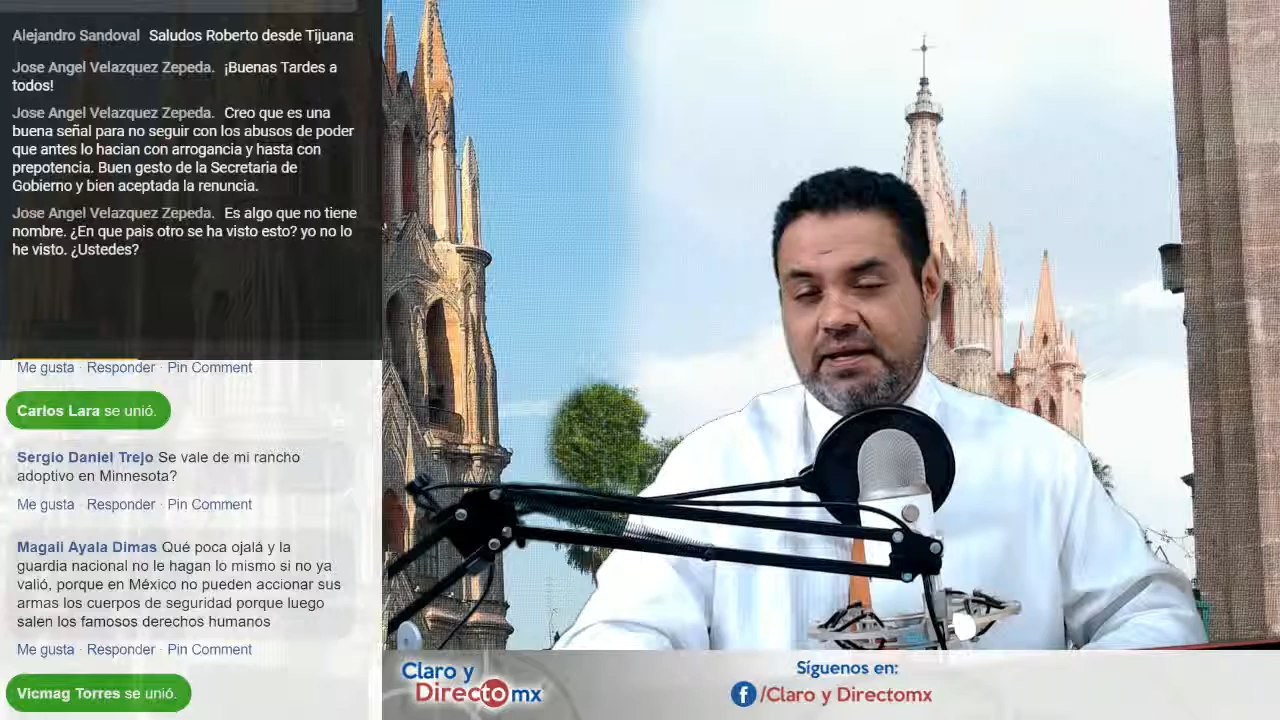 Alejandro Sandoval Saludos Roberto desde Tijuana
Jose Angel Velazquez Zepeda. ¡Buenas Tardes a
todos!
Jose Angel Velazquez Zepeda. Creo que es una
buena señal para no seguir con los abusos de poder
que antes lo hacian con arrogancia y hasta con
prepotencia. Buen gesto de la Secretaria de
Gobierno y bien aceptada la renuncia.
Jose Angel Velazquez Zepeda. Es algo que no tiene
nombre. ¿En que pais otro se ha visto esto? yo no lo
he visto. ¿Ustedes?
Me gusta · Responder · Pin Comment
Carlos Lara se unió.
Sergio Daniel Trejo Se vale de mi rancho
adoptivo en Minnesota?
Me gusta Responder · Pin Comment
Magali Ayala Dimas Qué poca ojalá y la
guardia nacional no le hagan lo mismo si no ya
valió, porque en México no pueden accionar sus
armas los cuerpos de seguridad porque luego
salen los famosos derechos humanos
Me gusta · Responder · Pin Comment
Vicmag Torres se unió.
Claro y
Directo mx
Síguenos en:
f /Claro y Directomx